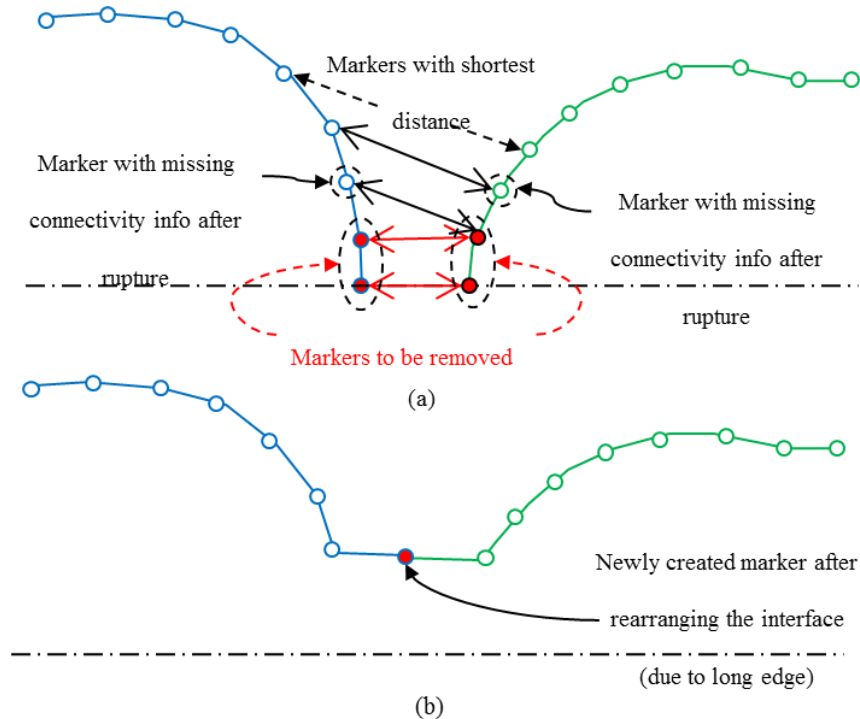 Markers with shortest
distance
Marker with missing
connectivity info after
rupture
Marker with missing
connectivity info after
rupture
Markers to be removed
(a)
Newly created marker after
rearranging the interface
(due to long edge)
(b)